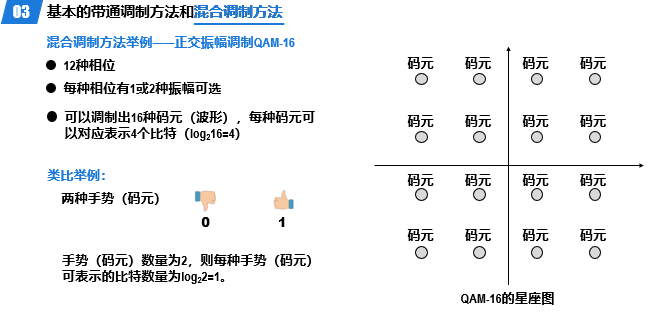 03 基本的带通调制方法和混合调制方法
混合调制方法举例——正交振幅调制QAM-16
● 12种相位
● 每种相位有1或2种振幅可选
● 可以调制出16种码元（波形），每种码元可
以对应表示4个比特（log₂16=4）
类比举例：
两种手势（码元）
0 1
手势（码元）数量为2，则每种手势（码元）
可表示的比特数量为log₂2=1。
码元 码元 码元 码元
码元 码元 码元 码元
码元 码元 码元 码元
码元 码元 码元 码元
QAM-16的星座图